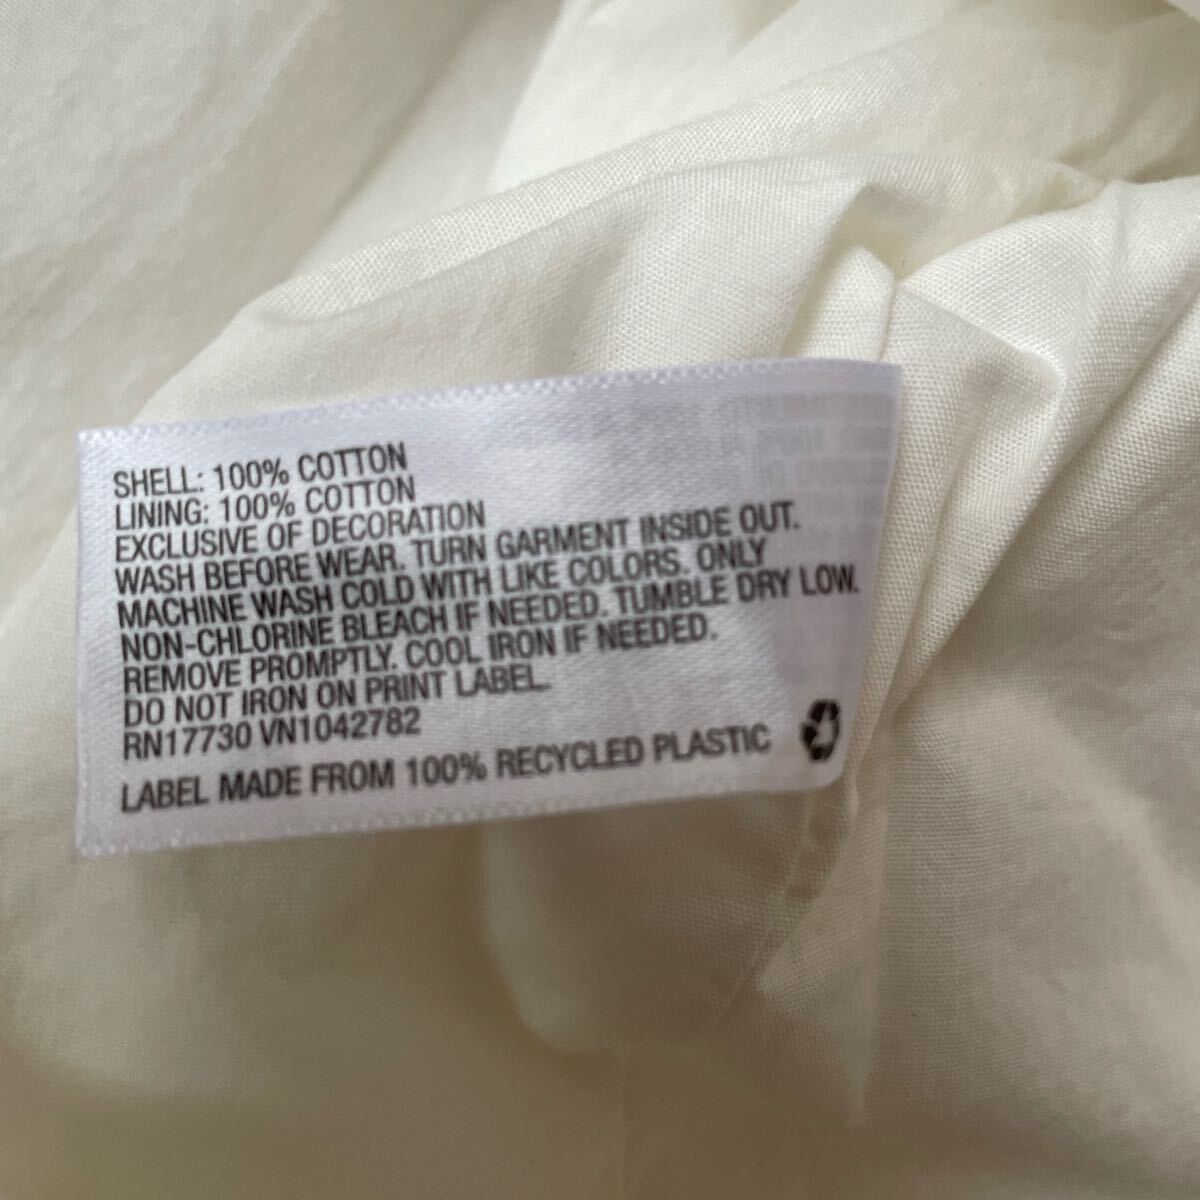 SHELL: 100% COTTON
LINING: 100% COTTON
EXCLUSIVE OF DECORATION
WASH BEFORE WEAR. TURN GARMENT INSIDE OUT.
MACHINE WASH COLD WITH LIKE COLORS. ONLY
NON-CHLORINE BLEACH IF NEEDED. TUMBLE DRY LOW.
REMOVE PROMPTLY. COOL IRON IF NEEDED.
DO NOT IRON ON PRINT LABEL.
RN17730 VN1042782
LABEL MADE FROM 100% RECYCLED PLASTIC